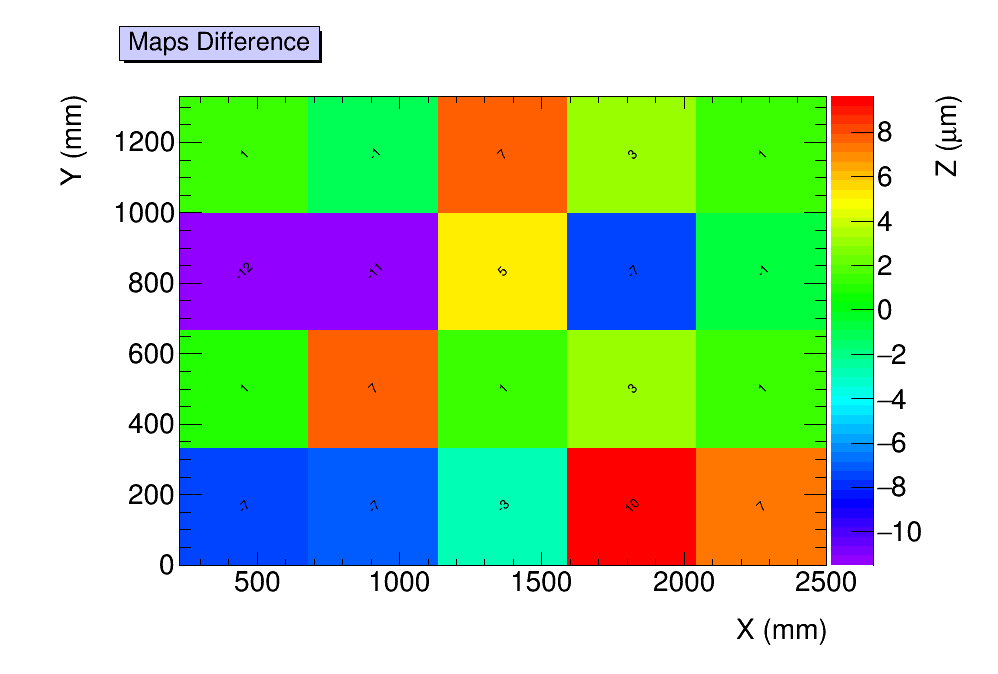 Maps Difference
Y (mm)
Z (μm)
1200
1 -1 7 3 1
8
6
1000
4
-12 -11 5 -7 -1
800
2
0
600
-2
1 7 1 3 1
-4
400
-6
200
-7 -7 -3 10 7
-8
-10
0
500 1000 1500 2000 2500
X (mm)